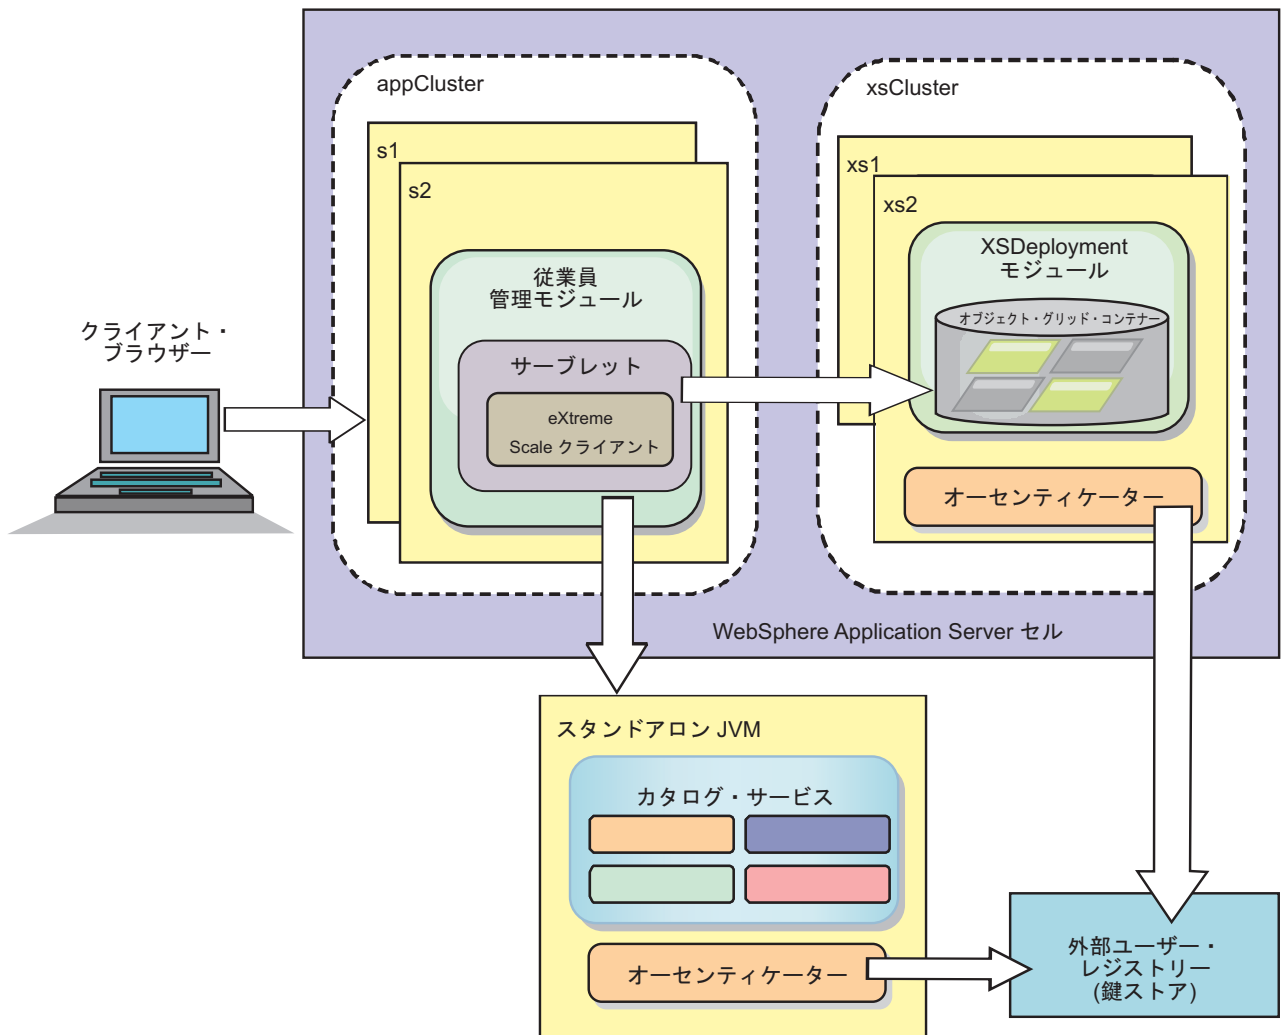 appCluster
xsCluster
s1
s2
xs1
xs2
従業員
管理モジュール
XSDeployment
モジュール
オブジェクト・グリッド・コンテナー
クライアント・
ブラウザー
サーブレット
eXtreme
Scale クライアント
オーセンティケーター
WebSphere Application Server セル
スタンドアロン JVM
カタログ・サービス
オーセンティケーター
外部ユーザー・
レジストリー
(鍵ストア)